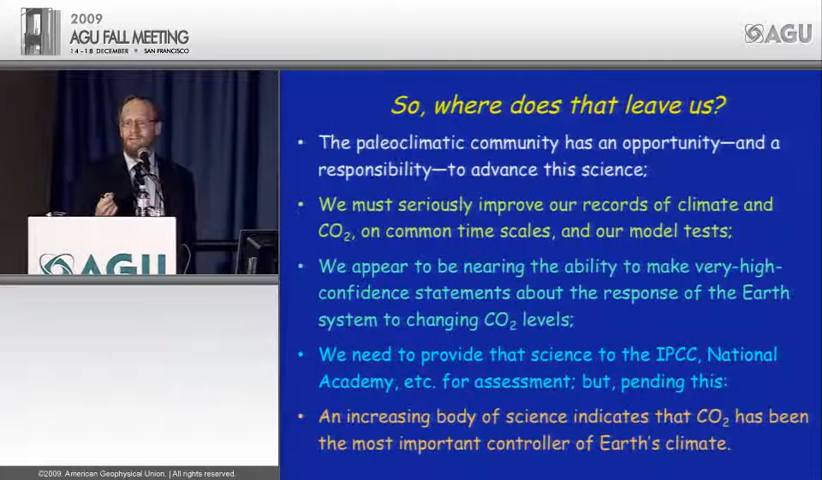 2009
AGU FALL MEETING
14 - 18 DECEMBER • SAN FRANCISCO
AGU
So, where does that leave us?
• The paleoclimatic community has an opportunity—and a
responsibility—to advance this science;
• We must seriously improve our records of climate and
CO₂, on common time scales, and our model tests;
• We appear to be nearing the ability to make very-high-
confidence statements about the response of the Earth
system to changing CO₂ levels;
• We need to provide that science to the IPCC, National
Academy, etc. for assessment; but, pending this:
• An increasing body of science indicates that CO₂ has been
the most important controller of Earth's climate.
AGU
©2009. American Geophysical Union. | All rights reserved.